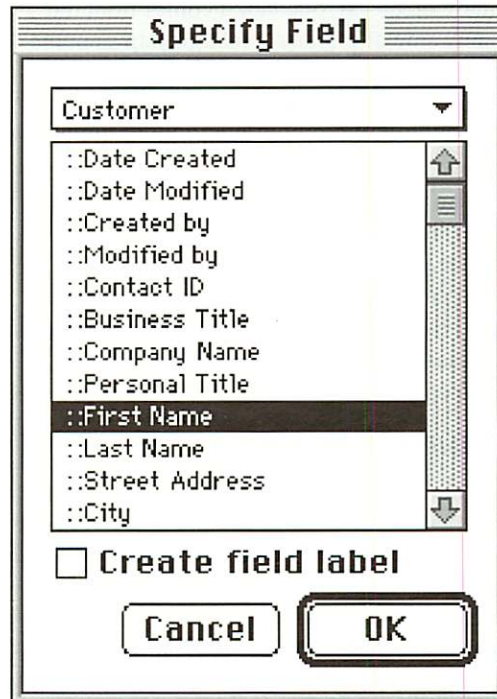 Specify Field
Customer
::Date Created
::Date Modified
::Created by
::Modified by
::Contact ID
::Business Title
::Company Name
::Personal Title
::First Name
::Last Name
::Street Address
::City
Create field label
Cancel
OK